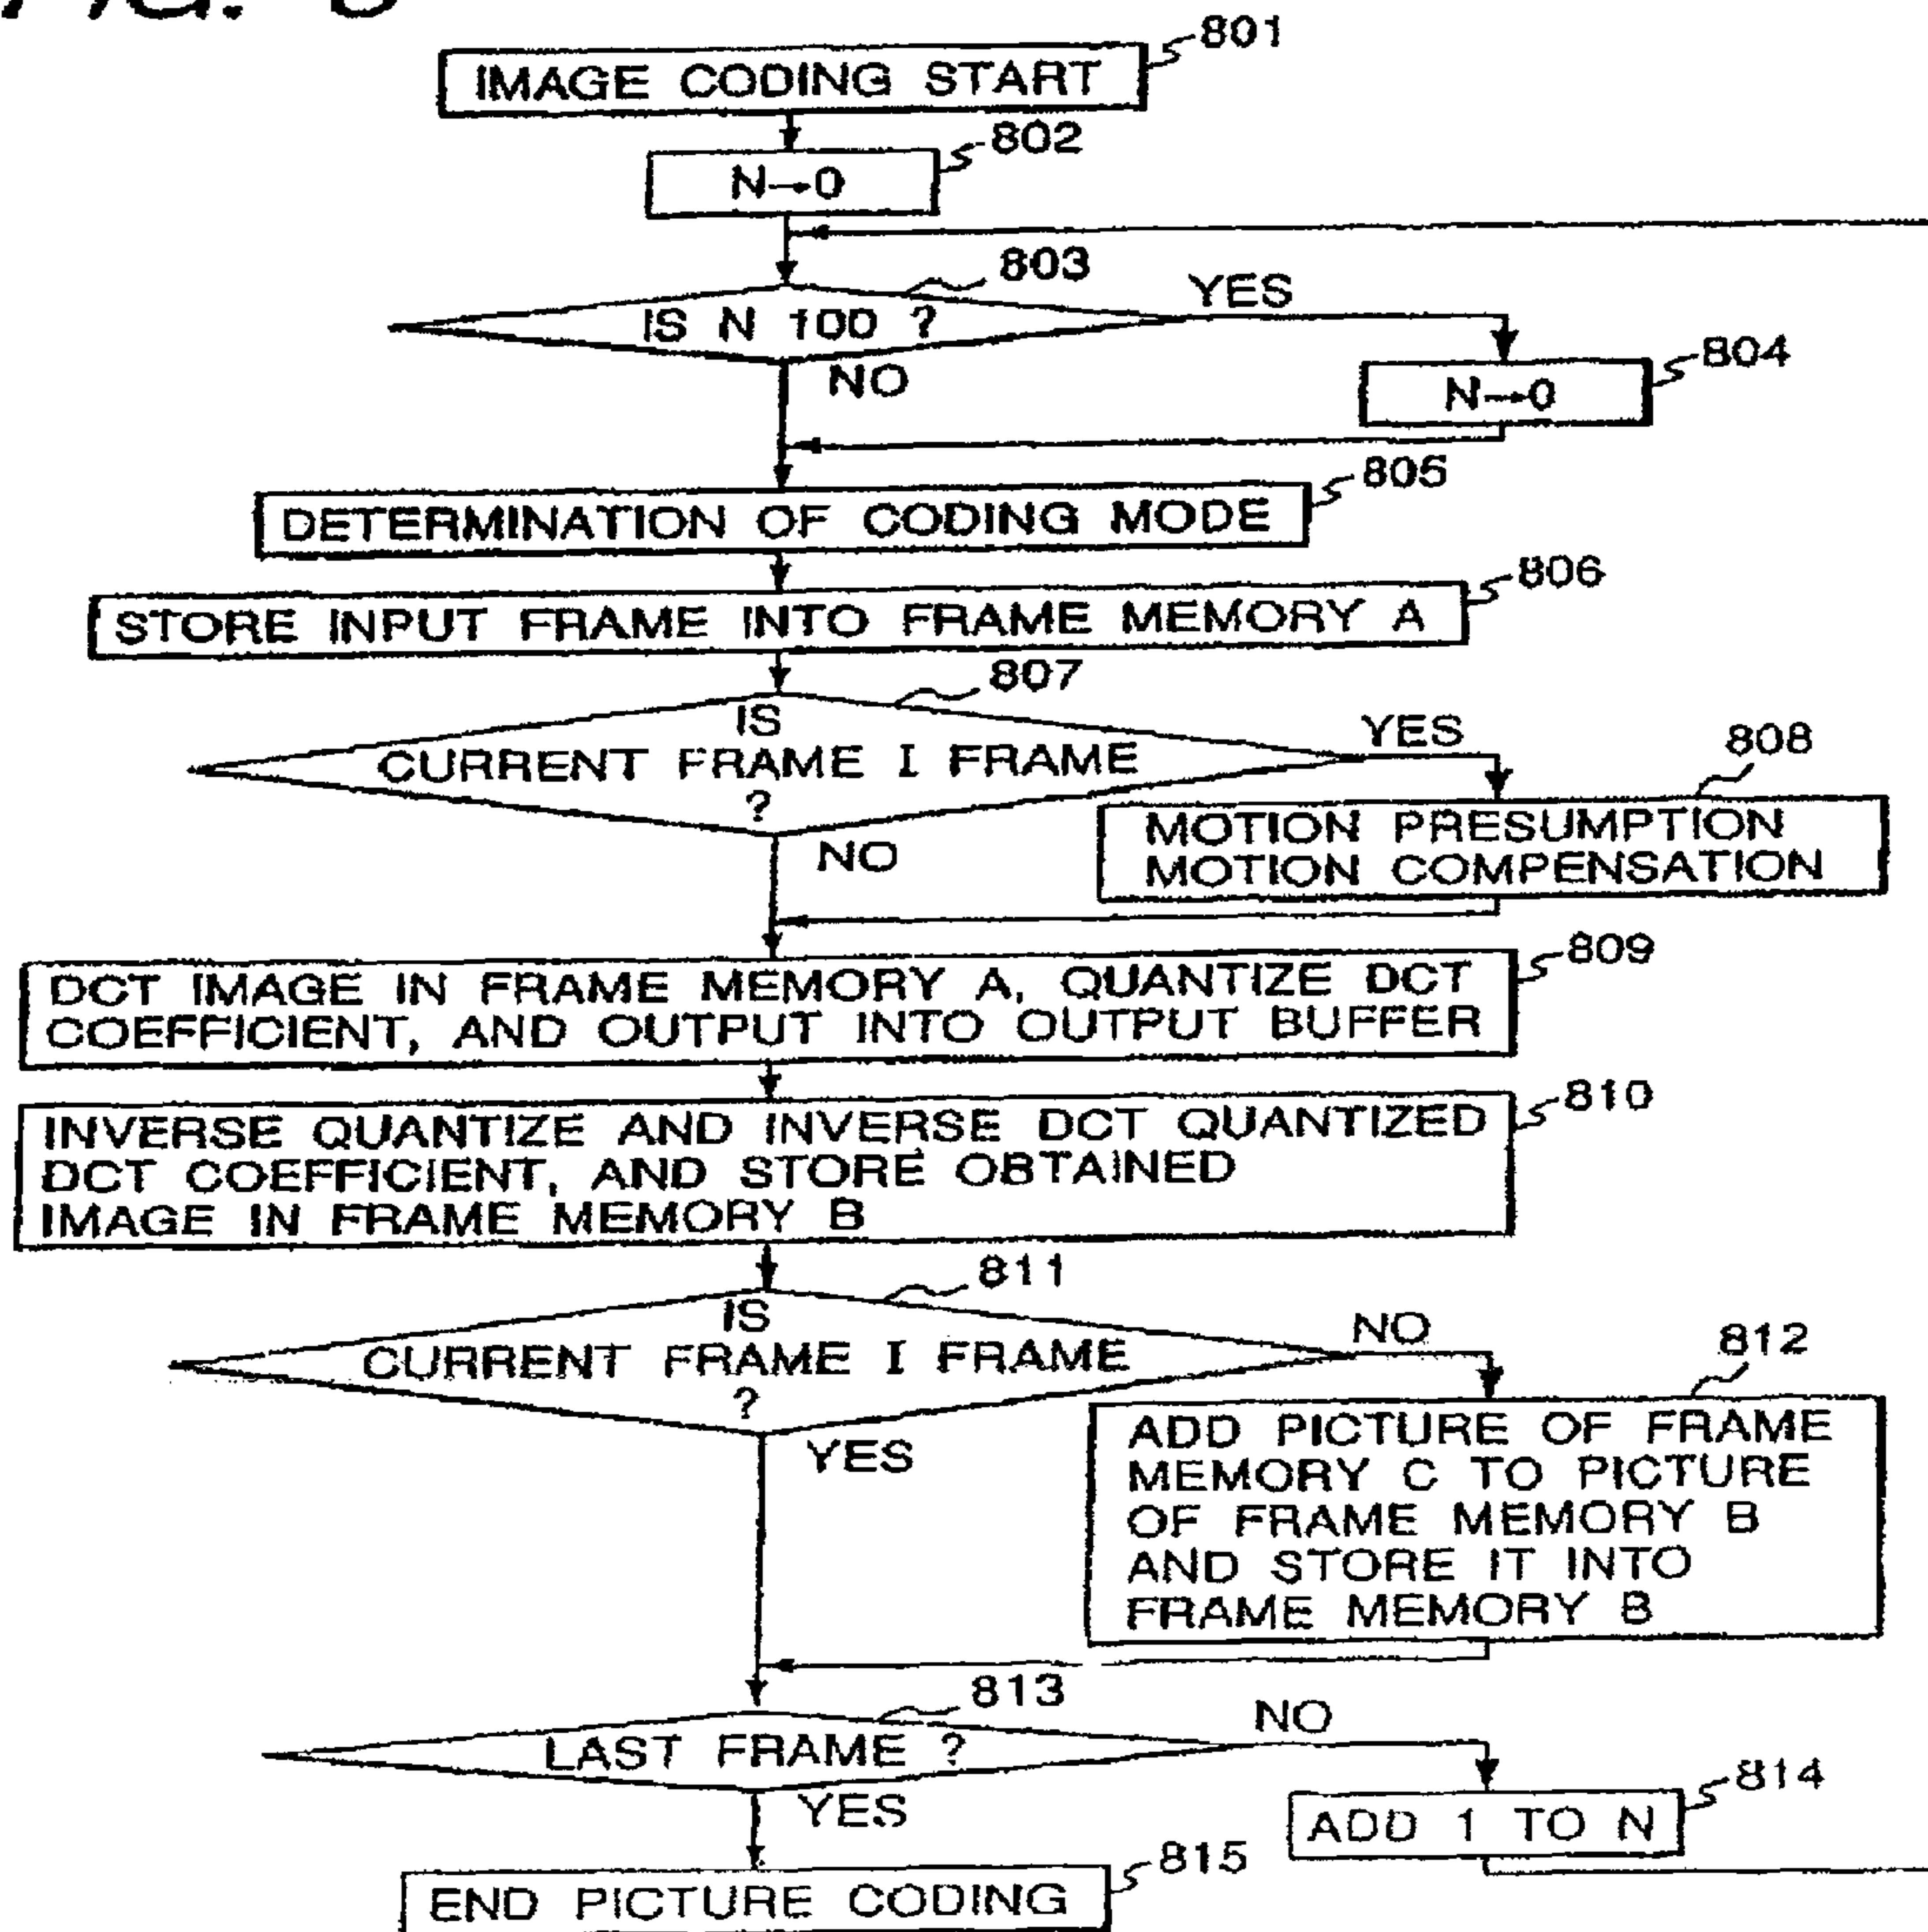 801
IMAGE CODING START
802
N→0
803
IS N 100 ?
YES
NO
804
N→0
805
DETERMINATION OF CODING MODE
806
STORE INPUT FRAME INTO FRAME MEMORY A
807
IS
CURRENT FRAME I FRAME
?
YES
NO
808
MOTION PRESUMPTION
MOTION COMPENSATION
809
DCT IMAGE IN FRAME MEMORY A, QUANTIZE DCT
COEFFICIENT, AND OUTPUT INTO OUTPUT BUFFER
810
INVERSE QUANTIZE AND INVERSE DCT QUANTIZED
DCT COEFFICIENT, AND STORE OBTAINED
IMAGE IN FRAME MEMORY B
811
IS
CURRENT FRAME I FRAME
?
NO
YES
812
ADD PICTURE OF FRAME
MEMORY C TO PICTURE
OF FRAME MEMORY B
AND STORE IT INTO
FRAME MEMORY B
813
LAST FRAME ?
NO
YES
814
ADD 1 TO N
815
END PICTURE CODING